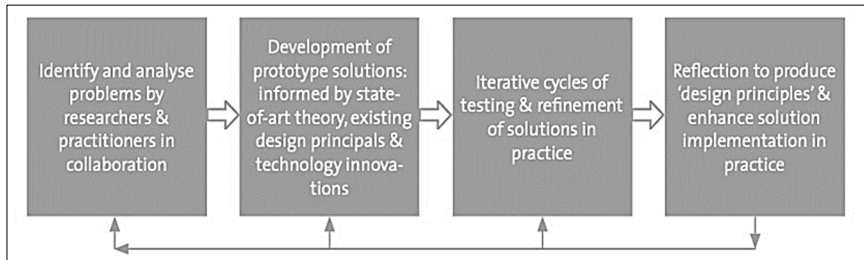 Identify and analyse
problems by
researchers &
practitioners in
collaboration
Development of
prototype solutions:
informed by state-
of-art theory, existing
design principals &
technology innova-
tions
Iterative cycles of
testing & refinement
of solutions in
practice
Reflection to produce
‘design principles’ &
enhance solution
implementation in
practice